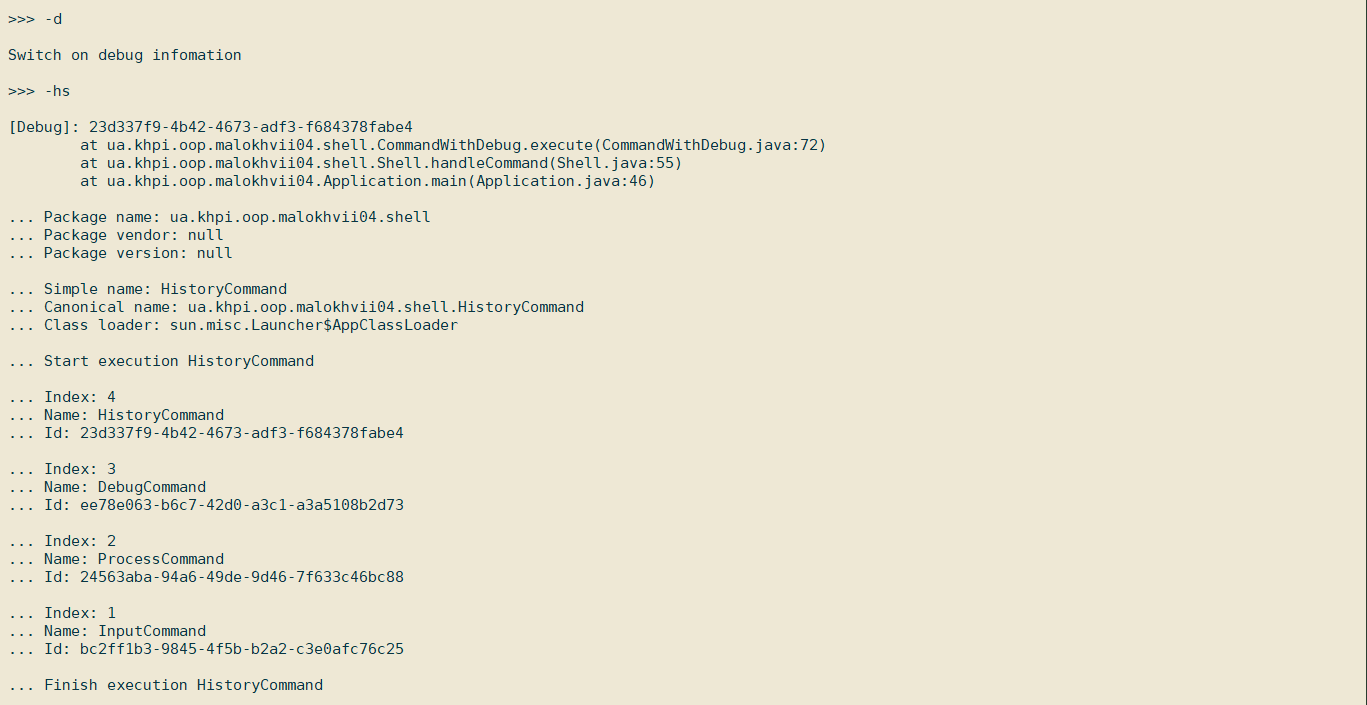 >>> -d
Switch on debug infomation
>>> -hs
[Debug]: 23d337f9-4b42-4673-adf3-f684378fabe4
at ua.khpi.oop.malokhvii04.shell.CommandWithDebug.execute(CommandWithDebug.java:72)
at ua.khpi.oop.malokhvii04.shell.Shell.handleCommand(Shell.java:55)
at ua.khpi.oop.malokhvii04.Application.main(Application.java:46)
... Package name: ua.khpi.oop.malokhvii04.shell
... Package vendor: null
... Package version: null
... Simple name: HistoryCommand
... Canonical name: ua.khpi.oop.malokhvii04.shell.HistoryCommand
... Class loader: sun.misc.Launcher$AppClassLoader
... Start execution HistoryCommand
... Index: 4
... Name: HistoryCommand
... Id: 23d337f9-4b42-4673-adf3-f684378fabe4
... Index: 3
... Name: DebugCommand
... Id: ee78e063-b6c7-42d0-a3c1-a3a5108b2d73
... Index: 2
... Name: ProcessCommand
... Id: 24563aba-94a6-49de-9d46-7f633c46bc88
... Index: 1
... Name: InputCommand
... Id: bc2ff1b3-9845-4f5b-b2a2-c3e0afc76c25
... Finish execution HistoryCommand